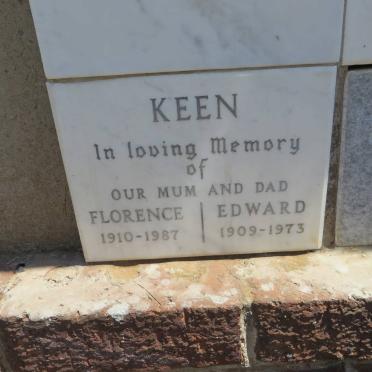 KEEN
In loving Memory
of
OUR MUM AND DAD
FLORENCE | EDWARD
1910-1987 | 1909-1973